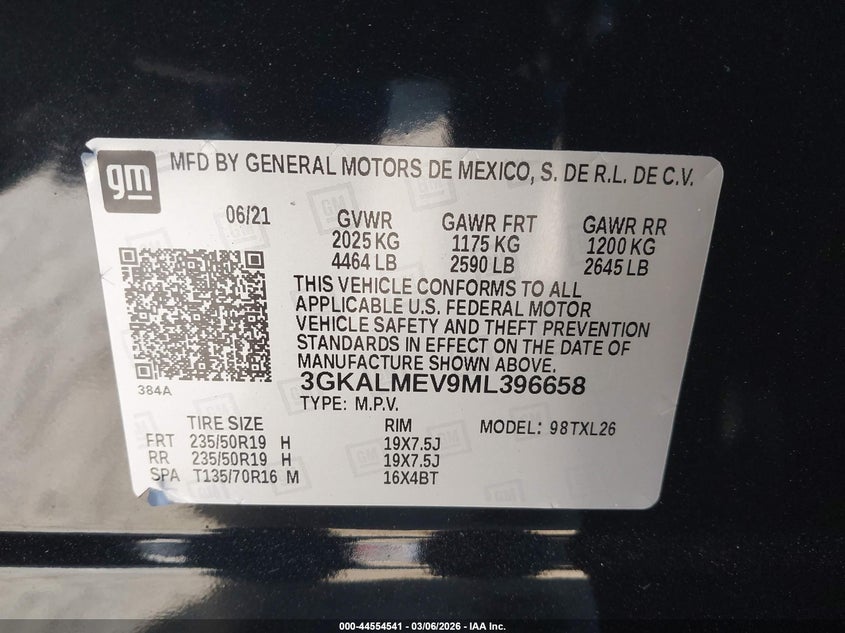 gm
MFD BY GENERAL MOTORS DE MEXICO, S. DE R.L. DE C.V.
06/21 GVWR GAWR FRT GAWR RR
2025 KG 1175 KG 1200 KG
4464 LB 2590 LB 2645 LB
THIS VEHICLE CONFORMS TO ALL
APPLICABLE U.S. FEDERAL MOTOR
VEHICLE SAFETY AND THEFT PREVENTION
STANDARDS IN EFFECT ON THE DATE OF
MANUFACTURE SHOWN ABOVE.
384A
3GKALMEV9ML396658
TYPE: M.P.V.
TIRE SIZE RIM MODEL: 98TXL26
FRT 235/50R19 H 19X7.5J
RR 235/50R19 H 19X7.5J
SPA T135/70R16 M 16X4BT
000-44554541 - 03/06/2026 - IAA Inc.